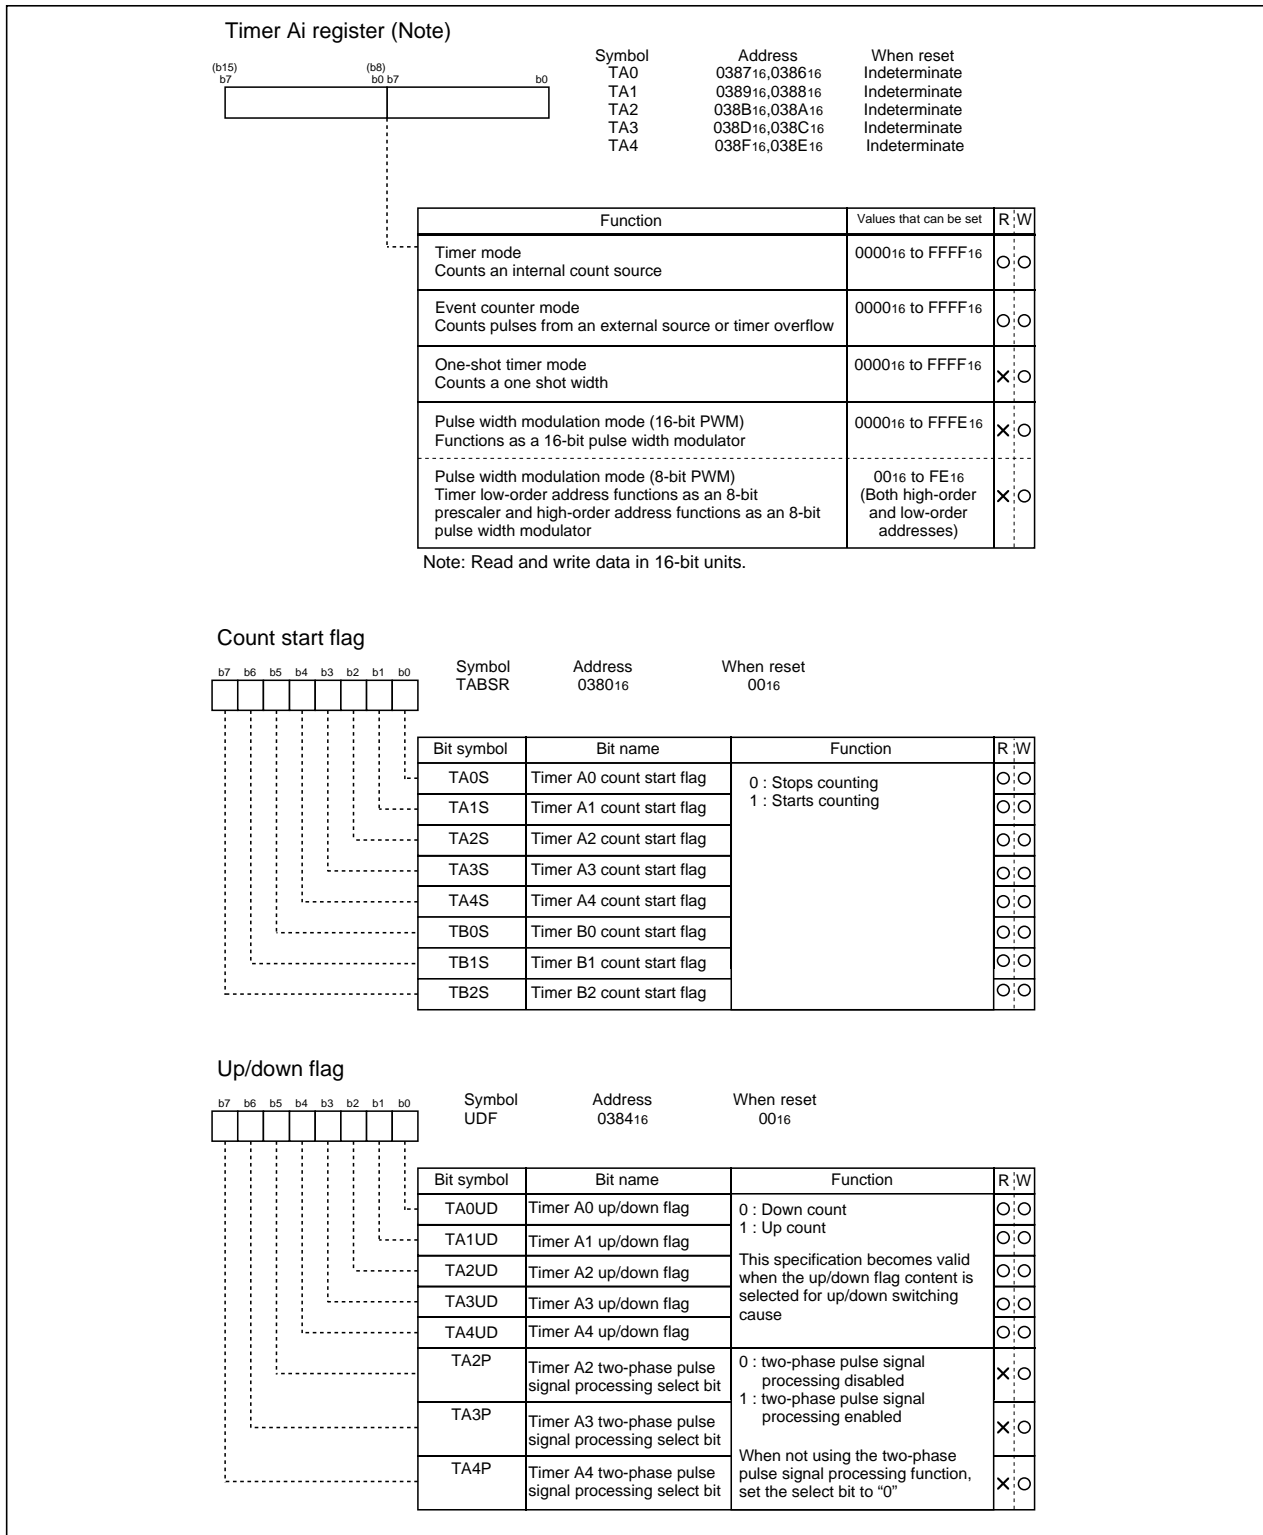 Timer Ai register (Note)
Symbol Address When reset
(b15) (b8)
b7 b0 b7 b0
TA0 038716,038616 Indeterminate
TA1 038916,038816 Indeterminate
TA2 038B16,038A16 Indeterminate
TA3 038D16,038C16 Indeterminate
TA4 038F16,038E16 Indeterminate
Function Values that can be set R W
Timer mode 000016 to FFFF16
Counts an internal count source
Event counter mode 000016 to FFFF16
Counts pulses from an external source or timer overflow
One-shot timer mode 000016 to FFFF16
Counts a one shot width
Pulse width modulation mode (16-bit PWM) 000016 to FFFE16
Functions as a 16-bit pulse width modulator
Pulse width modulation mode (8-bit PWM) 0016 to FE16
Timer low-order address functions as an 8-bit (Both high-order
prescaler and high-order address functions as an 8-bit and low-order
pulse width modulator addresses)
Note: Read and write data in 16-bit units.
Count start flag
b7 b6 b5 b4 b3 b2 b1 b0 Symbol Address When reset
TABSR 038016 0016
Bit symbol Bit name Function R W
TA0S Timer A0 count start flag 0 : Stops counting
TA1S Timer A1 count start flag 1 : Starts counting
TA2S Timer A2 count start flag
TA3S Timer A3 count start flag
TA4S Timer A4 count start flag
TB0S Timer B0 count start flag
TB1S Timer B1 count start flag
TB2S Timer B2 count start flag
Up/down flag
b7 b6 b5 b4 b3 b2 b1 b0 Symbol Address When reset
UDF 038416 0016
Bit symbol Bit name Function R W
TA0UD Timer A0 up/down flag 0 : Down count
1 : Up count
TA1UD Timer A1 up/down flag
This specification becomes valid
TA2UD Timer A2 up/down flag when the up/down flag content is
TA3UD Timer A3 up/down flag selected for up/down switching
cause
TA4UD Timer A4 up/down flag
TA2P Timer A2 two-phase pulse 0 : two-phase pulse signal
signal processing select bit processing disabled
1 : two-phase pulse signal
TA3P Timer A3 two-phase pulse processing enabled
signal processing select bit
When not using the two-phase
TA4P Timer A4 two-phase pulse pulse signal processing function,
signal processing select bit set the select bit to “0”